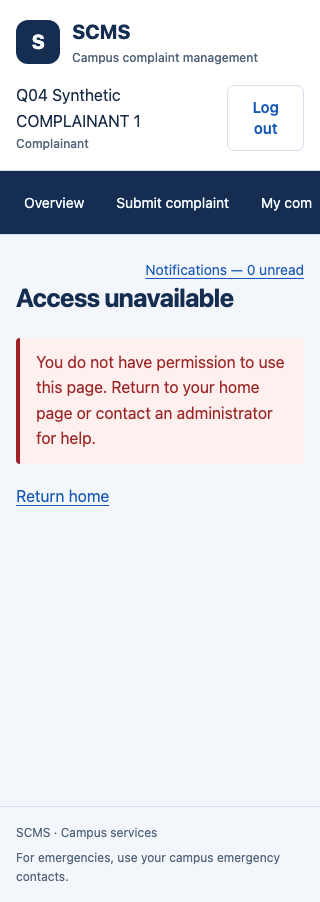 S
SCMS
Campus complaint management
Q04 Synthetic
COMPLAINANT 1
Complainant
Log
out
Overview Submit complaint My com
Notifications — 0 unread
Access unavailable
You do not have permission to use
this page. Return to your home
page or contact an administrator
for help.
Return home
SCMS · Campus services
For emergencies, use your campus emergency
contacts.